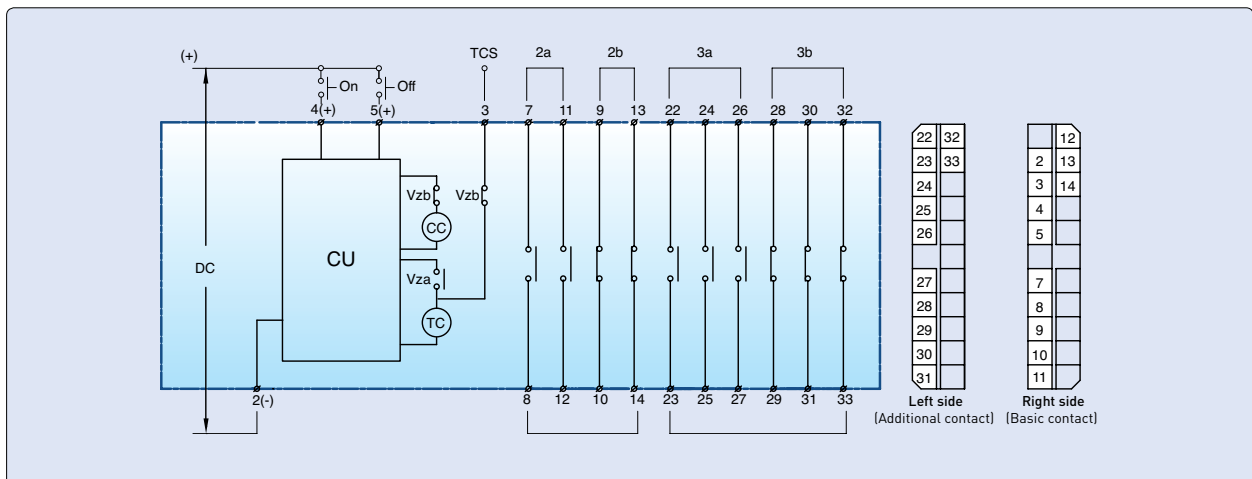 (+) TCS 2a 2b 3a 3b
On Off
4(+) 5(+) 3 7 11 9 13 22 24 26 28 30 32
Vzb Vzb
CC
CU
DC
Vza
TC
2(-) 8 12 10 14 23 25 27 29 31 33
22 32
23 33
24
25
26
27
28
29
30
31
Left side
(Additional contact)
12
2 13
3 14
4
5
7
8
9
10
11
Right side
(Basic contact)